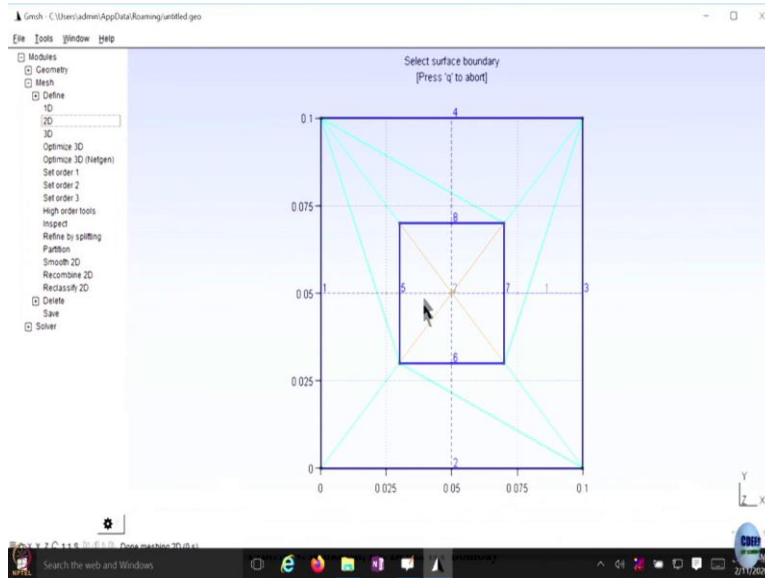 Gmsh - C:\Users\admin\AppData\Roaming\untitled.geo
File Tools Window Help
Modules
Geometry
Mesh
Define
1D
2D
3D
Optimize 3D
Optimize 3D (Netgen)
Set order 1
Set order 2
Set order 3
High order tools
Inspect
Refine by splitting
Partition
Smooth 2D
Recombine 2D
Reclassify 2D
Delete
Save
Solver
Select surface boundary
[Press 'q' to abort]
0.1
4
0.075
8
0.05
1
5
2
7
1
3
6
0.025
0
2
0 0.025 0.05 0.075 0.1
Y
Z X
X Y Z
Done meshing 2D (0 s)
NPTEL
Search the web and Windows
CDEEP